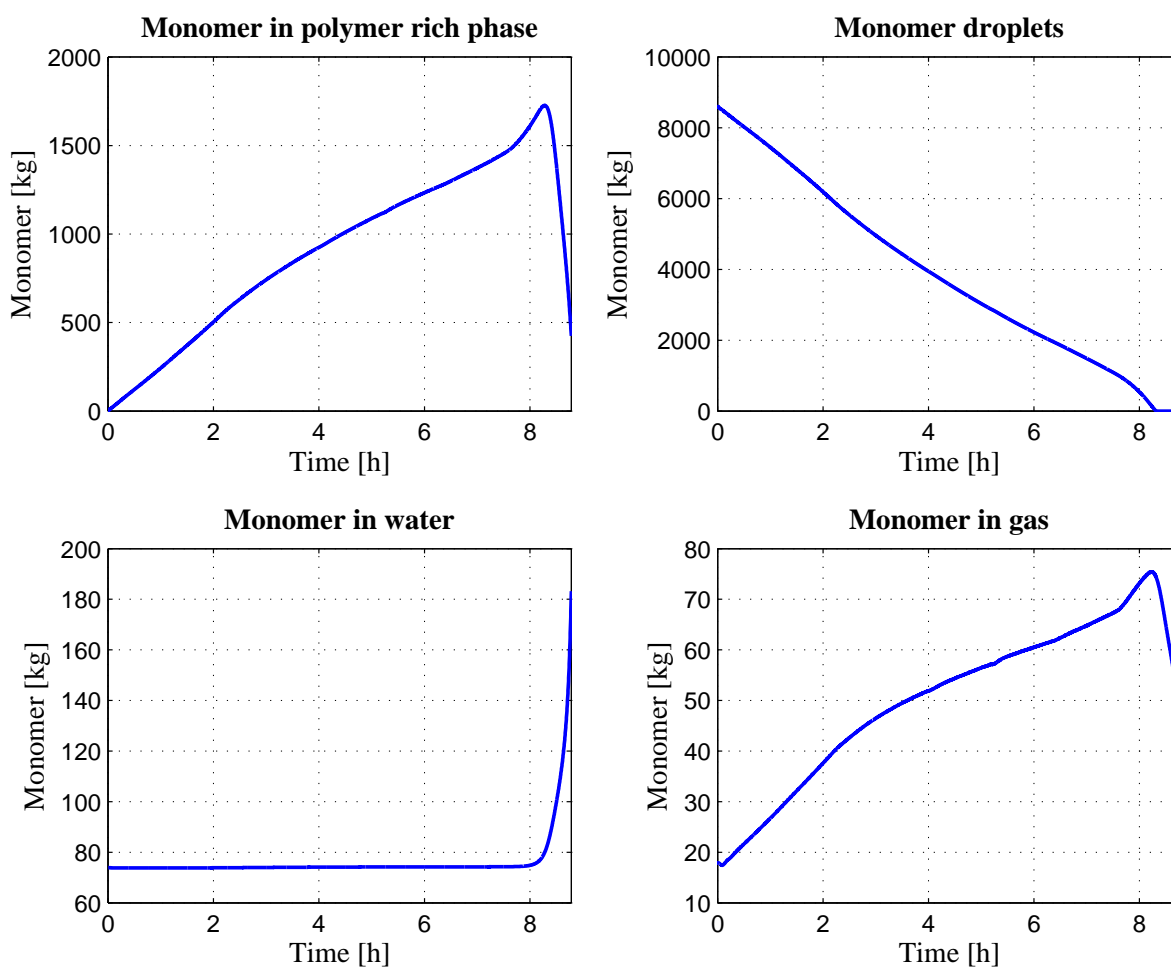 Monomer in polymer rich phase
2000
1500
1000
500
0
Monomer [kg]
0 2 4 6 8
Time [h]
Monomer droplets
10000
8000
6000
4000
2000
0
Monomer [kg]
0 2 4 6 8
Time [h]
Monomer in water
200
180
160
140
120
100
80
60
Monomer [kg]
0 2 4 6 8
Time [h]
Monomer in gas
80
70
60
50
40
30
20
10
Monomer [kg]
0 2 4 6 8
Time [h]